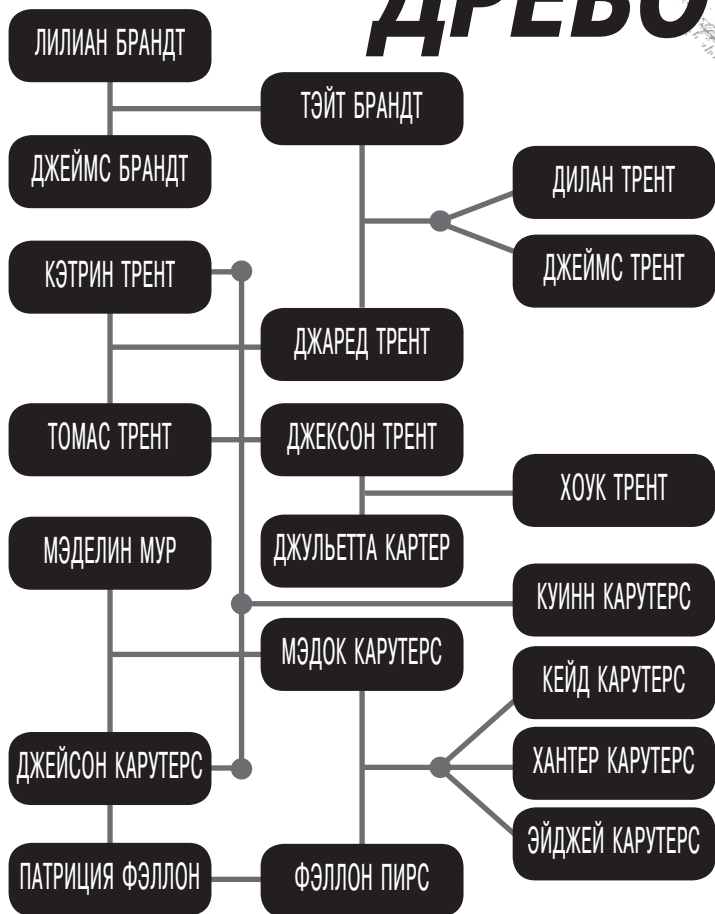 ДРЕВО
ЛИЛИАН БРАНДТ
ТЭЙТ БРАНДТ
ДЖЕЙМС БРАНДТ
ДИЛАН ТРЕНТ
ДЖЕЙМС ТРЕНТ
КЭТРИН ТРЕНТ
ДЖАРЕД ТРЕНТ
ТОМАС ТРЕНТ
ДЖЕКСОН ТРЕНТ
ХОУК ТРЕНТ
МЭДЕЛИН МУР
ДЖУЛЬЕТТА КАРТЕР
КУИНН КАРУТЕРС
МЭДОК КАРУТЕРС
КЕЙД КАРУТЕРС
ДЖЕЙСОН КАРУТЕРС
ХАНТЕР КАРУТЕРС
ЭЙДЖЕЙ КАРУТЕРС
ПАТРИЦИЯ ФЭЛЛОН
ФЭЛЛОН ПИРС